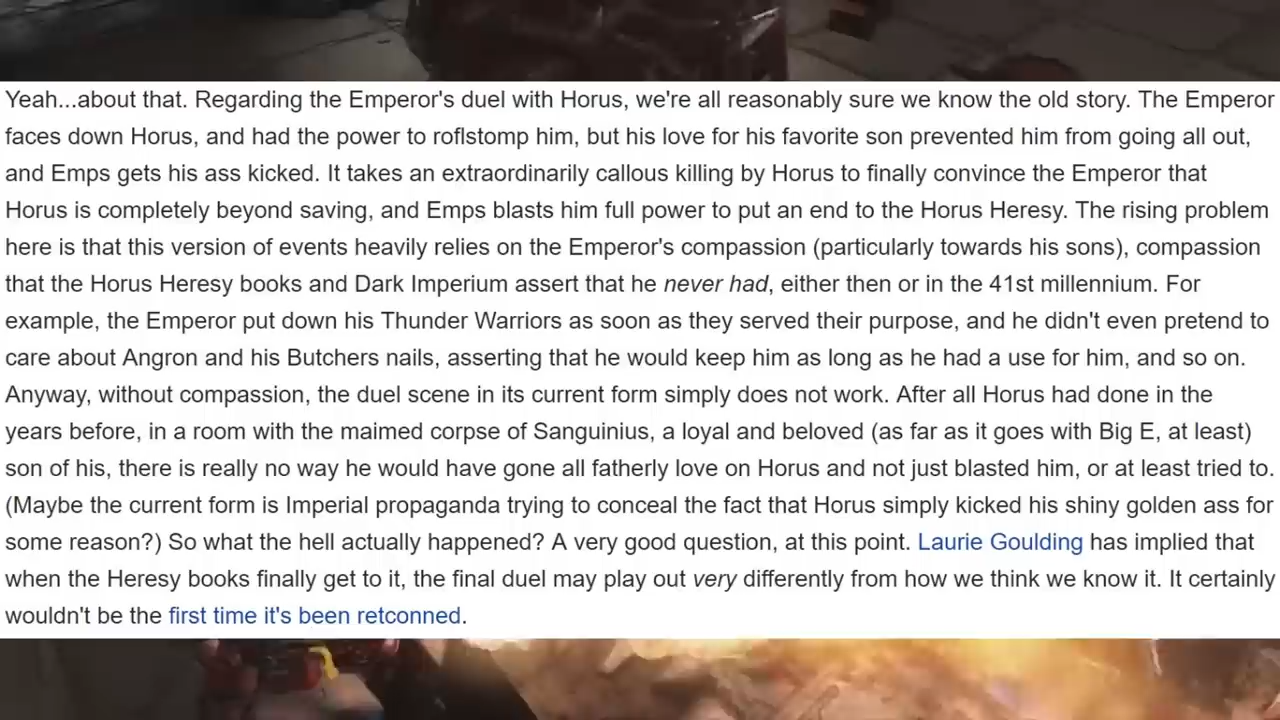 Yeah...about that. Regarding the Emperor's duel with Horus, we're all reasonably sure we know the old story. The Emperor
faces down Horus, and had the power to roflstomp him, but his love for his favorite son prevented him from going all out,
and Emps gets his ass kicked. It takes an extraordinarily callous killing by Horus to finally convince the Emperor that
Horus is completely beyond saving, and Emps blasts him full power to put an end to the Horus Heresy. The rising problem
here is that this version of events heavily relies on the Emperor's compassion (particularly towards his sons), compassion
that the Horus Heresy books and Dark Imperium assert that he never had, either then or in the 41st millennium. For
example, the Emperor put down his Thunder Warriors as soon as they served their purpose, and he didn't even pretend to
care about Angron and his Butchers nails, asserting that he would keep him as long as he had a use for him, and so on.
Anyway, without compassion, the duel scene in its current form simply does not work. After all Horus had done in the
years before, in a room with the maimed corpse of Sanguinius, a loyal and beloved (as far as it goes with Big E, at least)
son of his, there is really no way he would have gone all fatherly love on Horus and not just blasted him, or at least tried to.
(Maybe the current form is Imperial propaganda trying to conceal the fact that Horus simply kicked his shiny golden ass for
some reason?) So what the hell actually happened? A very good question, at this point. Laurie Goulding has implied that
when the Heresy books finally get to it, the final duel may play out very differently from how we think we know it. It certainly
wouldn't be the first time it's been retconned.